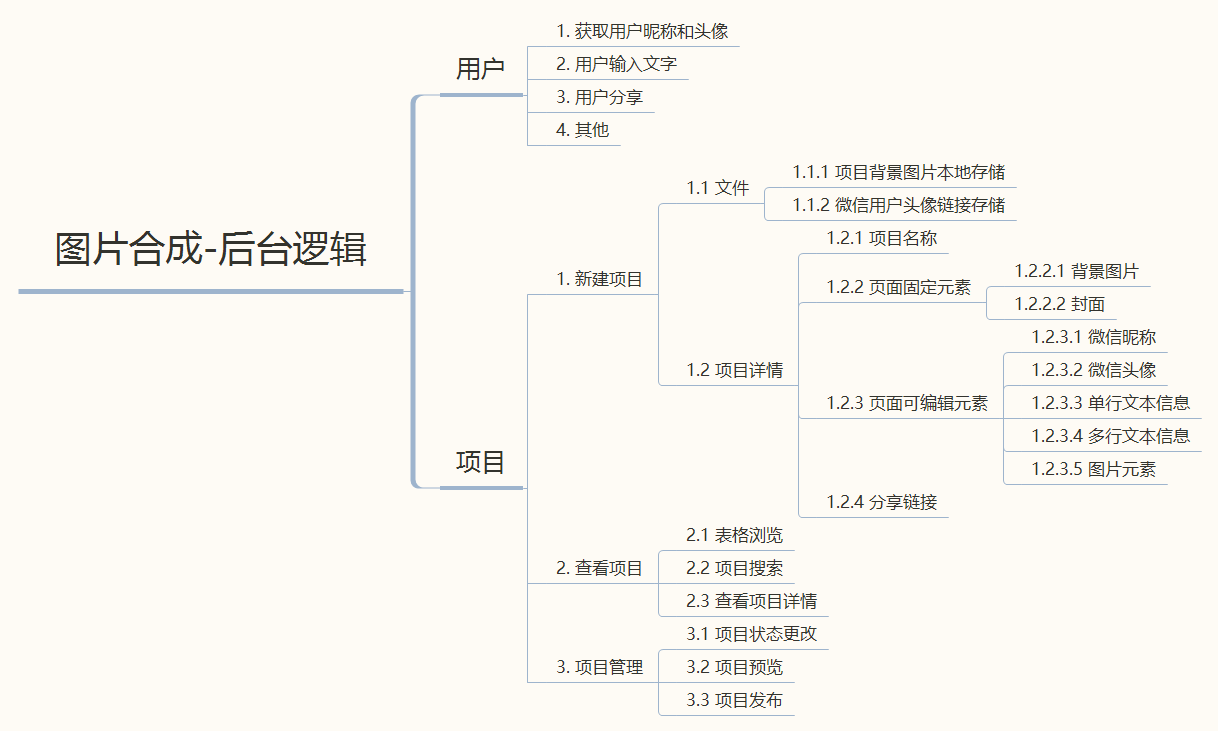 图片合成-后台逻辑
用户
1. 获取用户昵称和头像
2. 用户输入文字
3. 用户分享
4. 其他
项目
1. 新建项目
1.1 文件
1.1.1 项目背景图片本地存储
1.1.2 微信用户头像链接存储
1.2 项目详情
1.2.1 项目名称
1.2.2 页面固定元素
1.2.2.1 背景图片
1.2.2.2 封面
1.2.3 页面可编辑元素
1.2.3.1 微信昵称
1.2.3.2 微信头像
1.2.3.3 单行文本信息
1.2.3.4 多行文本信息
1.2.3.5 图片元素
1.2.4 分享链接
2. 查看项目
2.1 表格浏览
2.2 项目搜索
2.3 查看项目详情
3. 项目管理
3.1 项目状态更改
3.2 项目预览
3.3 项目发布